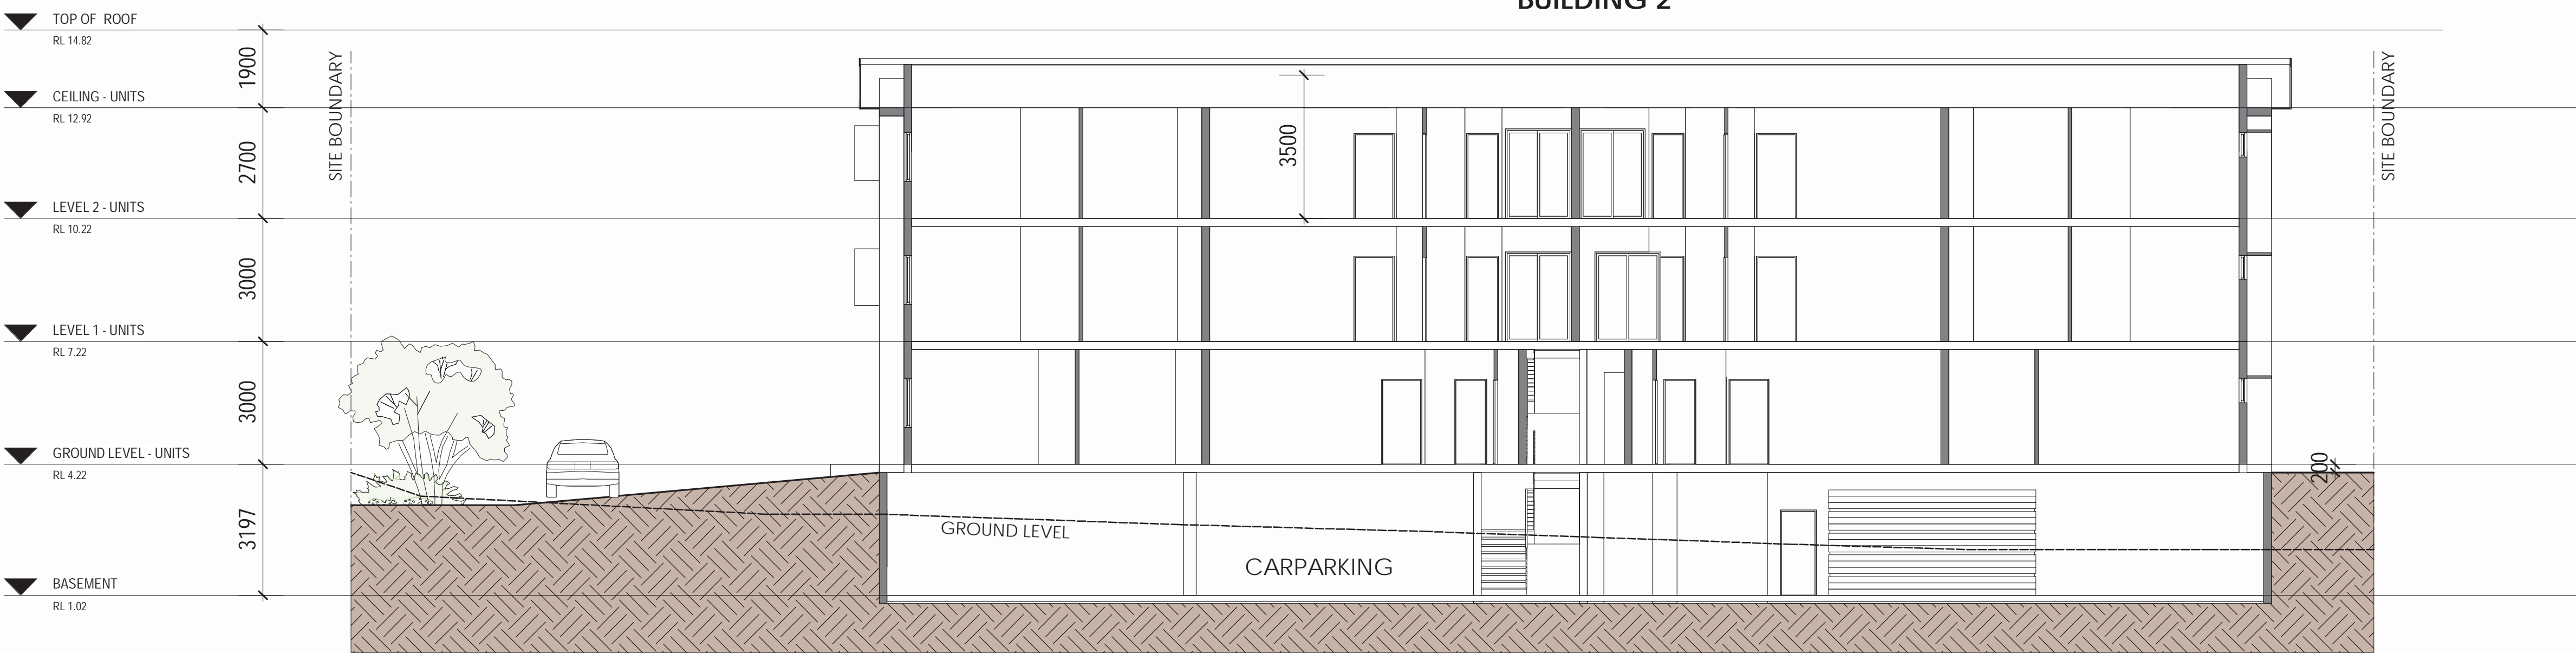 BUILDING 2
TOP OF ROOF
RL 14.82
1900
CEILING - UNITS
RL 12.92
2700
LEVEL 2 - UNITS
RL 10.22
3000
LEVEL 1 - UNITS
RL 7.22
3000
GROUND LEVEL - UNITS
RL 4.22
3197
BASEMENT
RL 1.02
SITE BOUNDARY
3500
GROUND LEVEL
CARPARKING
SITE BOUNDARY
200